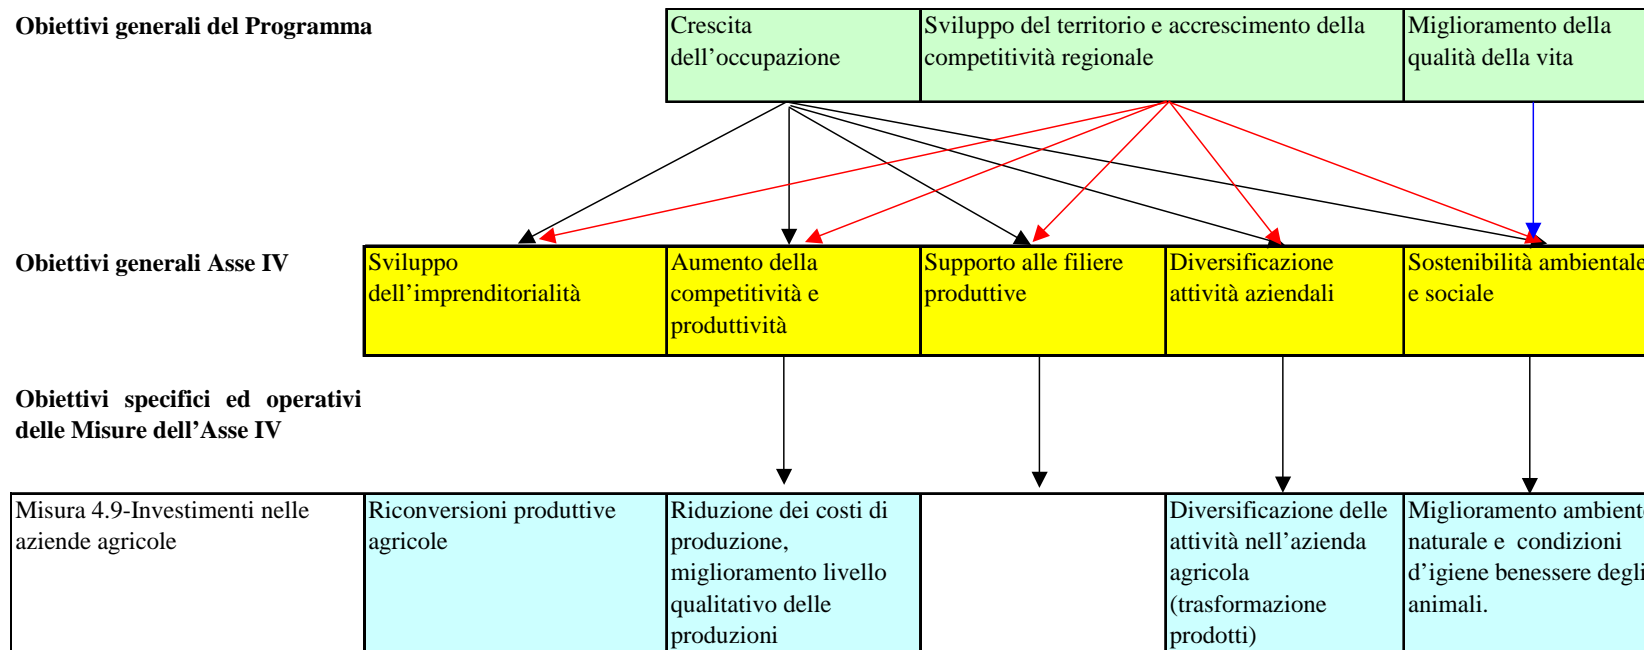 Obiettivi generali del Programma
Crescita
dell’occupazione
Sviluppo del territorio e accrescimento della
competitività regionale
Miglioramento della
qualità della vita
Obiettivi generali Asse IV
Sviluppo
dell’imprenditorialità
Aumento della
competitività e
produttività
Supporto alle filiere
produttive
Diversificazione
attività aziendali
Sostenibilità ambientale
e sociale
Obiettivi specifici ed operativi
delle Misure dell’Asse IV
Misura 4.9-Investimenti nelle
aziende agricole
Riconversioni produttive
agricole
Riduzione dei costi di
produzione,
miglioramento livello
qualitativo delle
produzioni
Diversificazione delle
attività nell’azienda
agricola
(trasformazione
prodotti)
Miglioramento ambiente
naturale e condizioni
d’igiene benessere degli
animali.